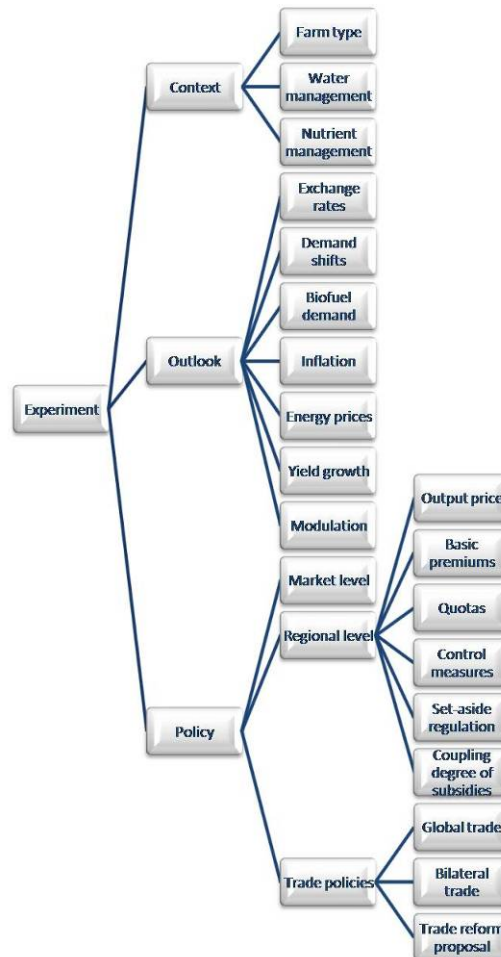 Farm type
Context
Water
management
Nutrient
management
Exchange
rates
Demand
shifts
Biofuel
demand
Outlook
Inflation
Experiment
Energy prices
Yield growth
Modulation
Output price
Market level
Basic
premiums
Regional level
Quotas
Control
measures
Policy
Set-aside
regulation
Coupling
degree of
subsidies
Global trade
Trade policies
Bilateral
trade
Trade reform
proposal